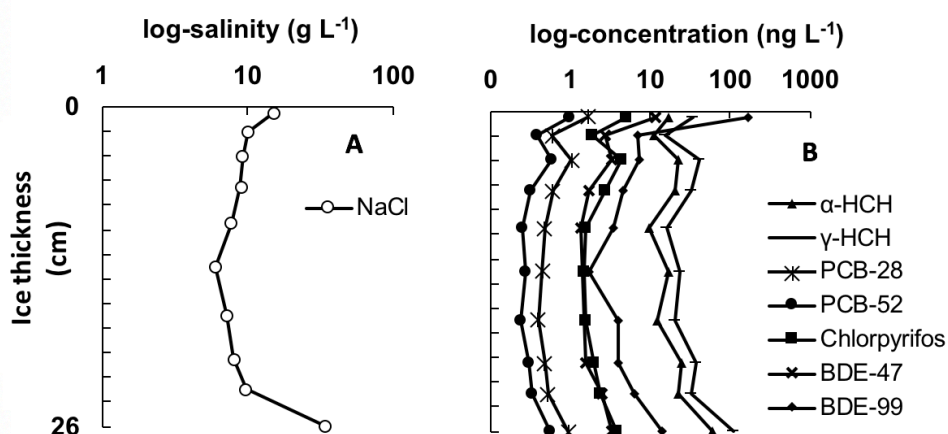 log-salinity (g L⁻¹)
1 10 100
0
A
NaCl
Ice thickness
(cm)
26
log-concentration (ng L⁻¹)
0 1 10 100 1000
B
α-HCH
γ-HCH
PCB-28
PCB-52
Chlorpyrifos
BDE-47
BDE-99